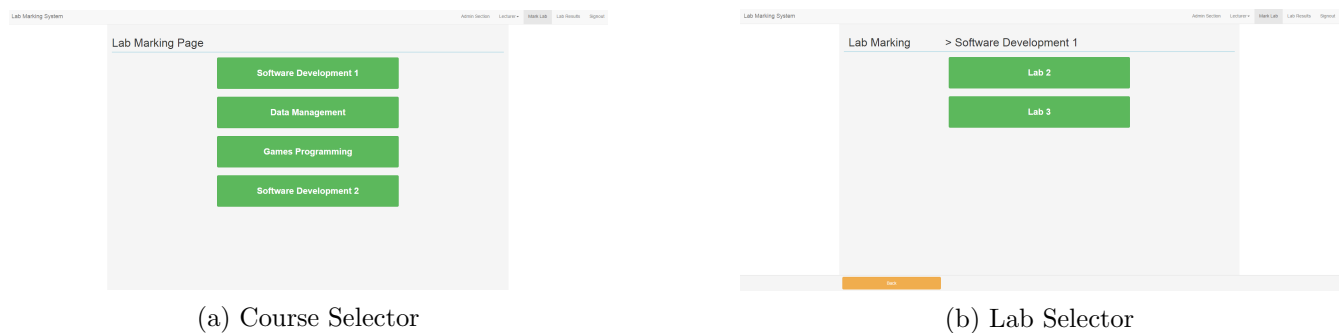 Lab Marking System Admin Section Lecturer Mark Lab Lab Results Signout
Lab Marking Page
Software Development 1
Data Management
Games Programming
Software Development 2
(a) Course Selector
Lab Marking System Admin Section Lecturer Mark Lab Lab Results Signout
Lab Marking > Software Development 1
Lab 2
Lab 3
Back
(b) Lab Selector